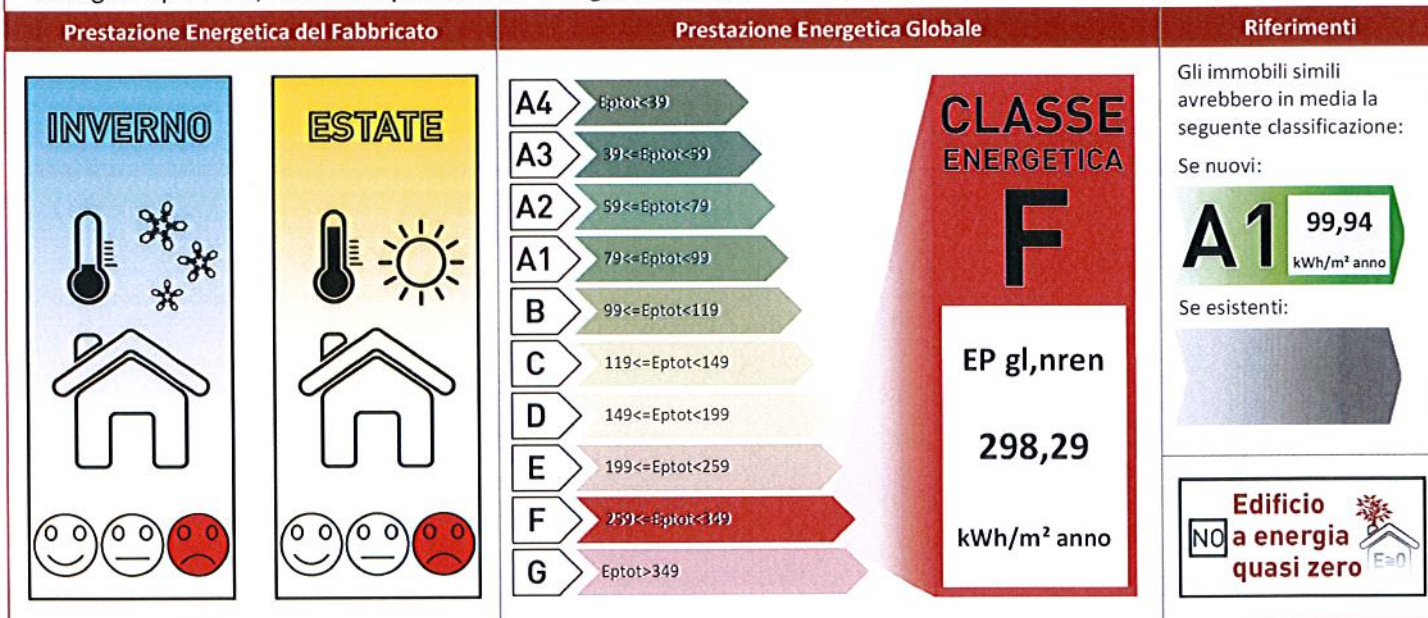 Prestazione Energetica del Fabbricato
INVERNO
ESTATE
Prestazione Energetica Globale
A4 Eptot<39
A3 39<=Eptot<59
A2 59<=Eptot<79
A1 79<=Eptot<99
B 99<=Eptot<119
C 119<=Eptot<149
D 149<=Eptot<199
E 199<=Eptot<259
F 259<=Eptot<349
G Eptot>349
CLASSE
ENERGETICA
F
EP gl,nren
298,29
kWh/m² anno
Riferimenti
Gli immobili simili
avrebbero in media la
seguente classificazione:
Se nuovi:
A1 99,94
kWh/m² anno
Se esistenti:
Edificio
NO a energia
quasi zero
E≅0